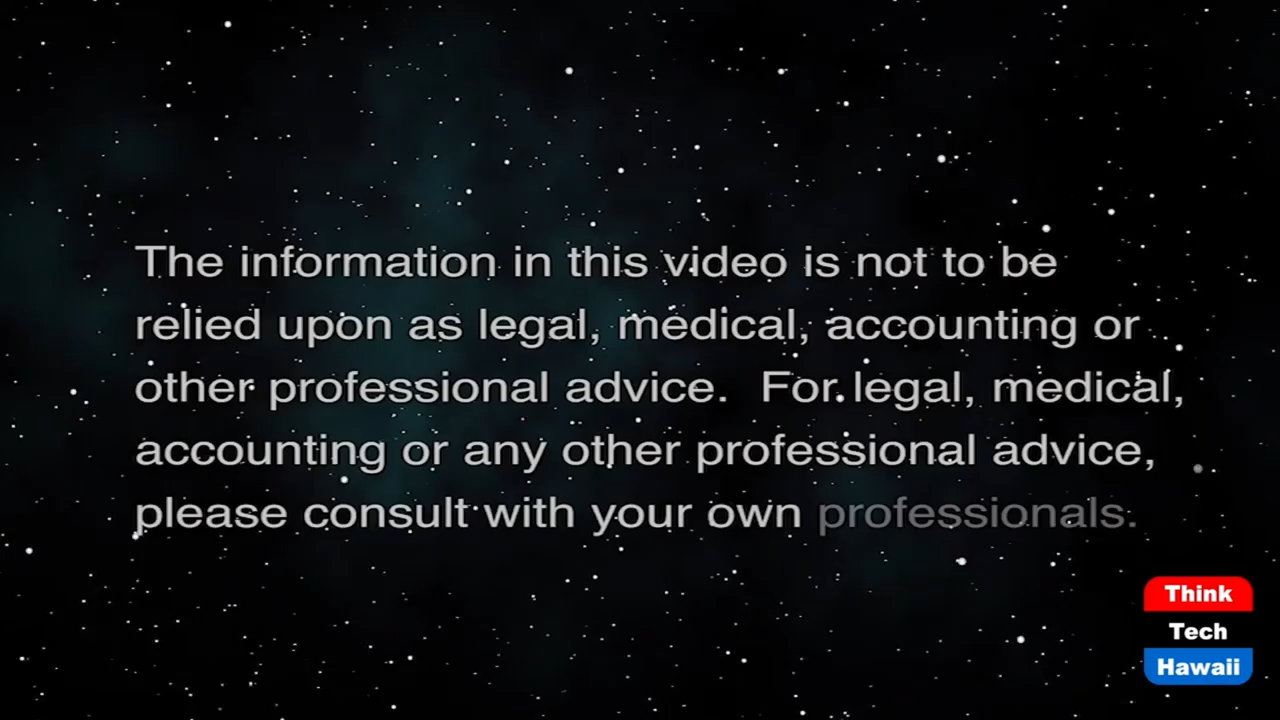 The information in this video is not to be
relied upon as legal, medical, accounting or
other professional advice.  For legal, medical,
accounting or any other professional advice,
please consult with your own professionals.
Think
Tech
Hawaii